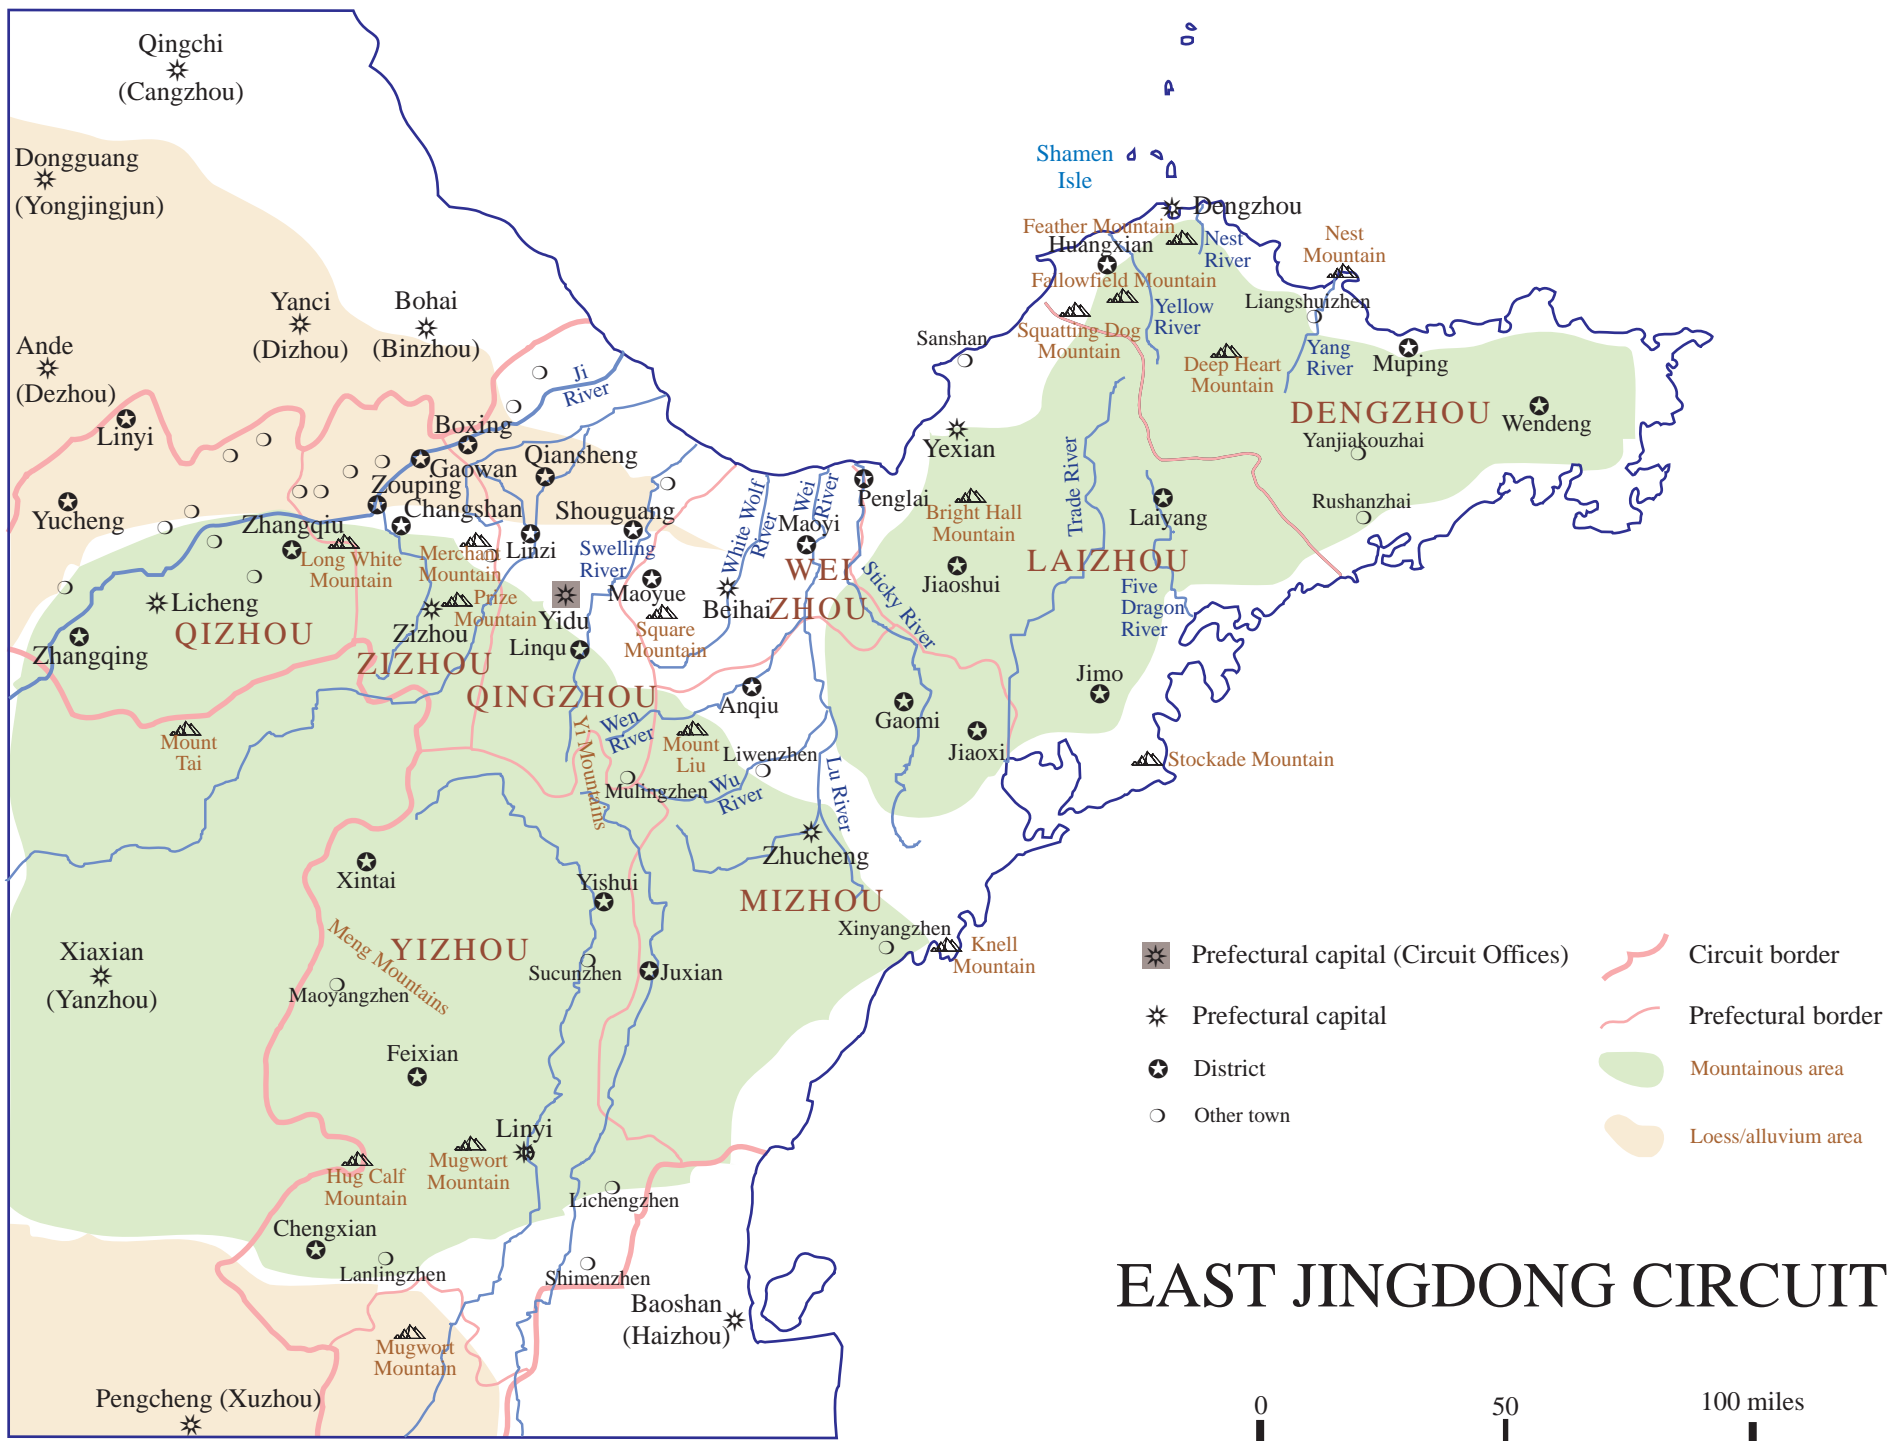 Qingchi
(Cangzhou)
Dongguang
(Yongjingjun)
Shamen
Isle
Dengzhou
Feather Mountain
Huangxian
Nest
River
Nest
Mountain
Fallowfield Mountain
Yanci
(Dizhou)
Bohai
(Binzhou)
Yellow
River
Liangshuizhen
Squatting Dog
Mountain
Sanshan
Ande
(Dezhou)
Deep Heart
Mountain
Yang
River
Muping
Ji
River
DENGZHOU
Wendeng
Linyi
Boxing
Gaowan
Qiansheng
Yexian
Yanjiakouzhai
Trade River
Zouping
Changshan
Shouguang
White Wolf
River
Wei
River
Penglai
Maoyi
Bright Hall
Mountain
Laiyang
Rushanzhai
Yucheng
Zhangqiu
Long White
Mountain
Merchant
Mountain
Linzi
Swelling
River
WEI
ZHOU
Sticky River
Jiaoshui
LAIZHOU
Five
Dragon
River
Licheng
QIZHOU
Zhangqing
Prize
Mountain
Zizhou
ZIZHOU
Yidu
Maoyue
Square
Mountain
Beihai
Linqu
QINGZHOU
Jimo
Anqiu
Gaomi
Jiaoxi
Wen
River
Mount
Liu
Liwenzhen
Stockade Mountain
Mount
Tai
Yi Mountains
Mulingzhen
Wu
River
Lu River
Zhucheng
Xintai
Yishui
MIZHOU
Xinyangzhen
Knell
Mountain
Meng Mountains
YIZHOU
Xiaxian
(Yanzhou)
Sucunzhen
Juxian
Maoyangzhen
Feixian
Linyi
Mugwort
Mountain
Hug Calf
Mountain
Lichengzhen
Chengxian
Lanlingzhen
Shimenzhen
Baoshan
(Haizhou)
Mugwort
Mountain
Pengcheng (Xuzhou)
Prefectural capital (Circuit Offices)
Prefectural capital
District
Other town
Circuit border
Prefectural border
Mountainous area
Loess/alluvium area
EAST JINGDONG CIRCUIT
0
50
100 miles